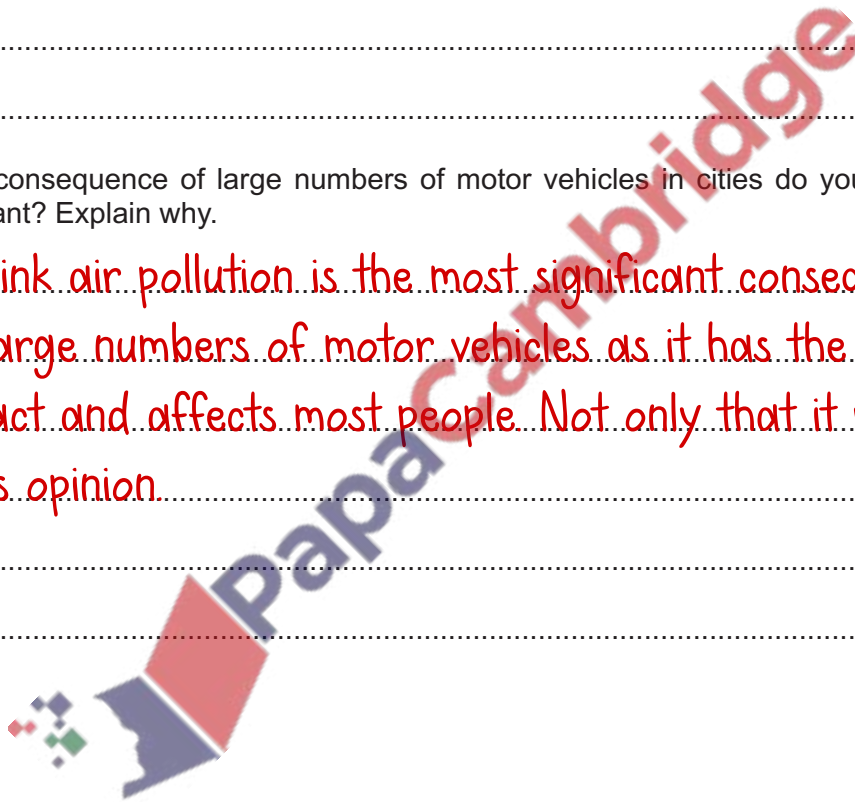 consequence of large numbers of motor vehicles in cities do you
ant? Explain why.
ink air pollution is the most significant consec
arge numbers of motor vehicles as it has the
act and affects most people. Not only that it
s opinion.
PapaCambridge